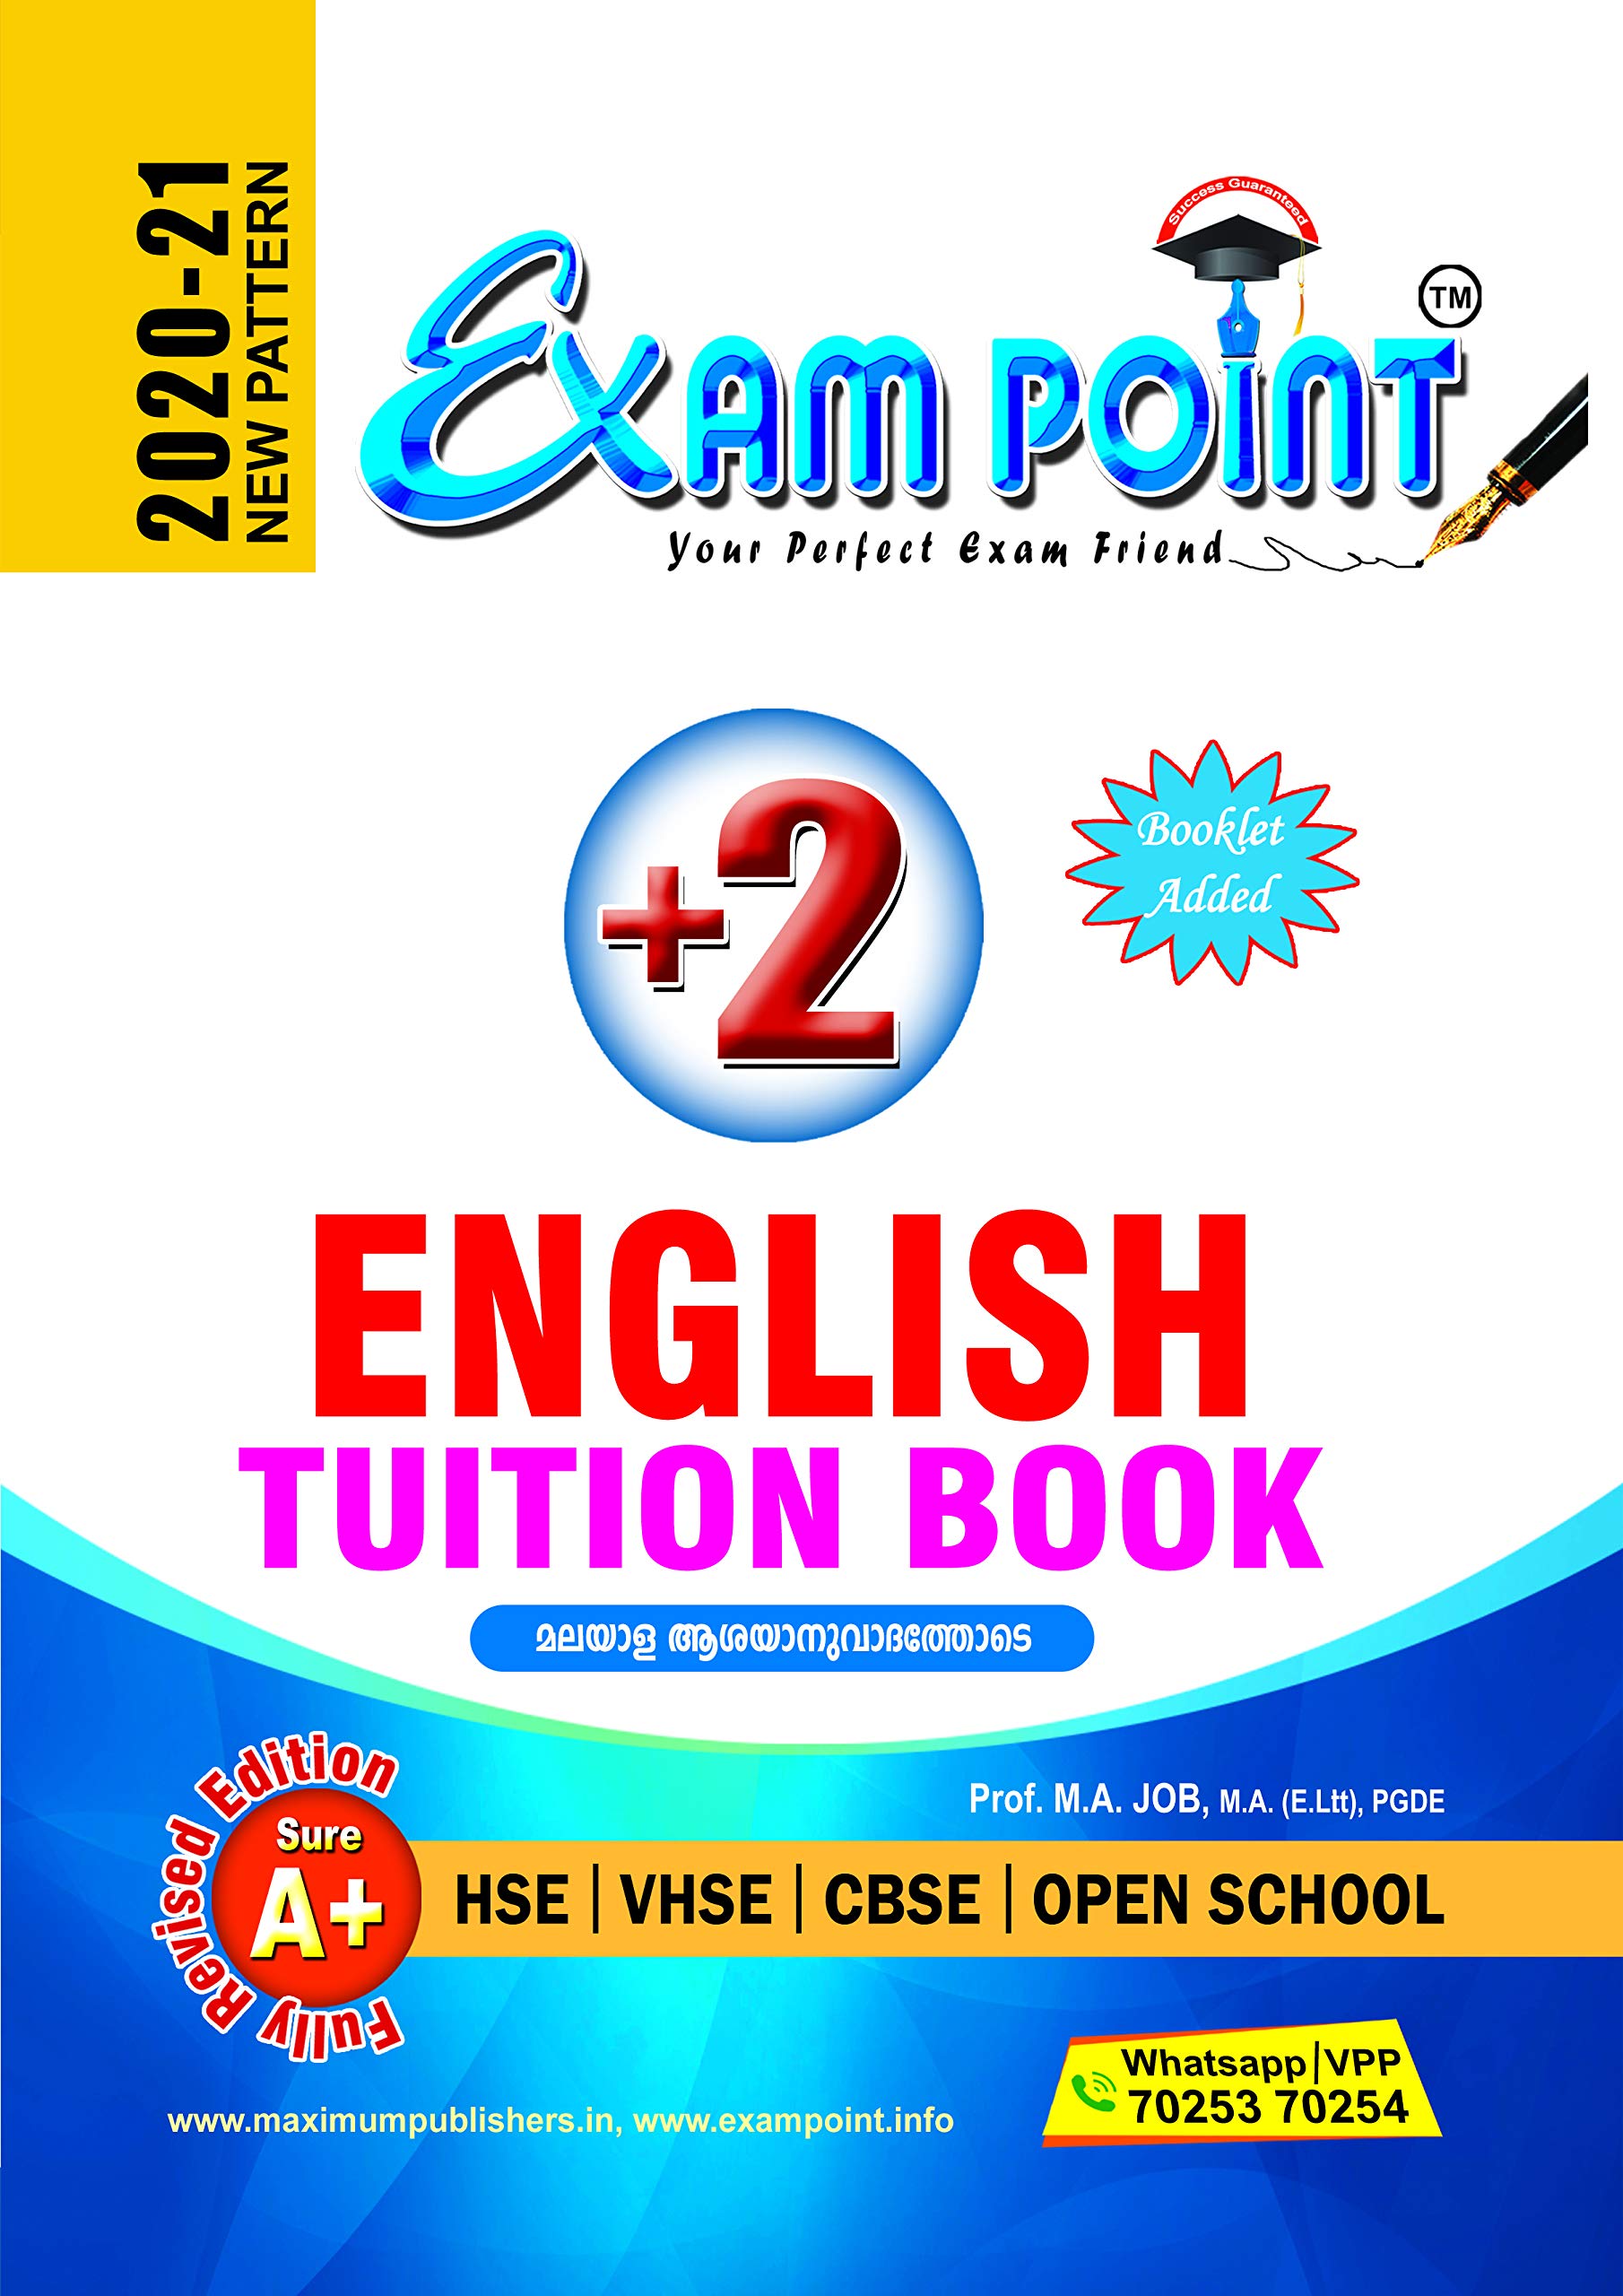 2020-21
NEW PATTERN
Success Guaranteed
EXAM POINT
TM
Your Perfect Exam Friend
+2
Booklet
Added
ENGLISH
TUITION BOOK
മലയാള ആശയാനുവാദത്തോടെ
Prof. M.A. JOB, M.A. (E.Ltt), PGDE
Fully Revised Edition
Sure
A+
HSE | VHSE | CBSE | OPEN SCHOOL
Whatsapp|VPP
70253 70254
www.maximumpublishers.in, www.exampoint.info